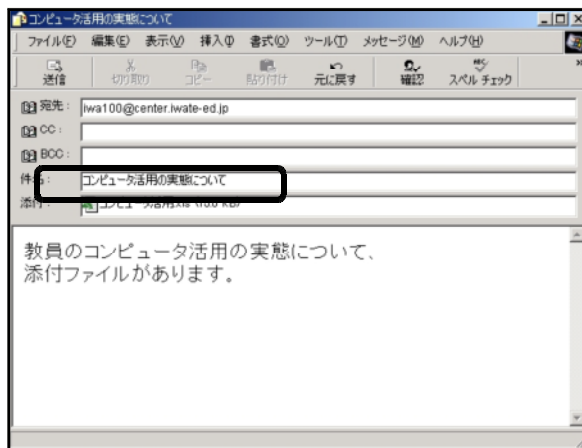 コンピュータ活用の実態について
ファイル(F) 編集(E) 表示(V) 挿入(I) 書式(O) ツール(T) メッセージ(M) ヘルプ(H)
送信 切り取り コピー 貼り付け 元に戻す 確認 スペル チェック
宛先: iwa100@center.iwate-ed.jp
CC:
BCC:
件名: コンピュータ活用の実態について
添付: コンピュータ活用.xls
教員のコンピュータ活用の実態について、
添付ファイルがあります。